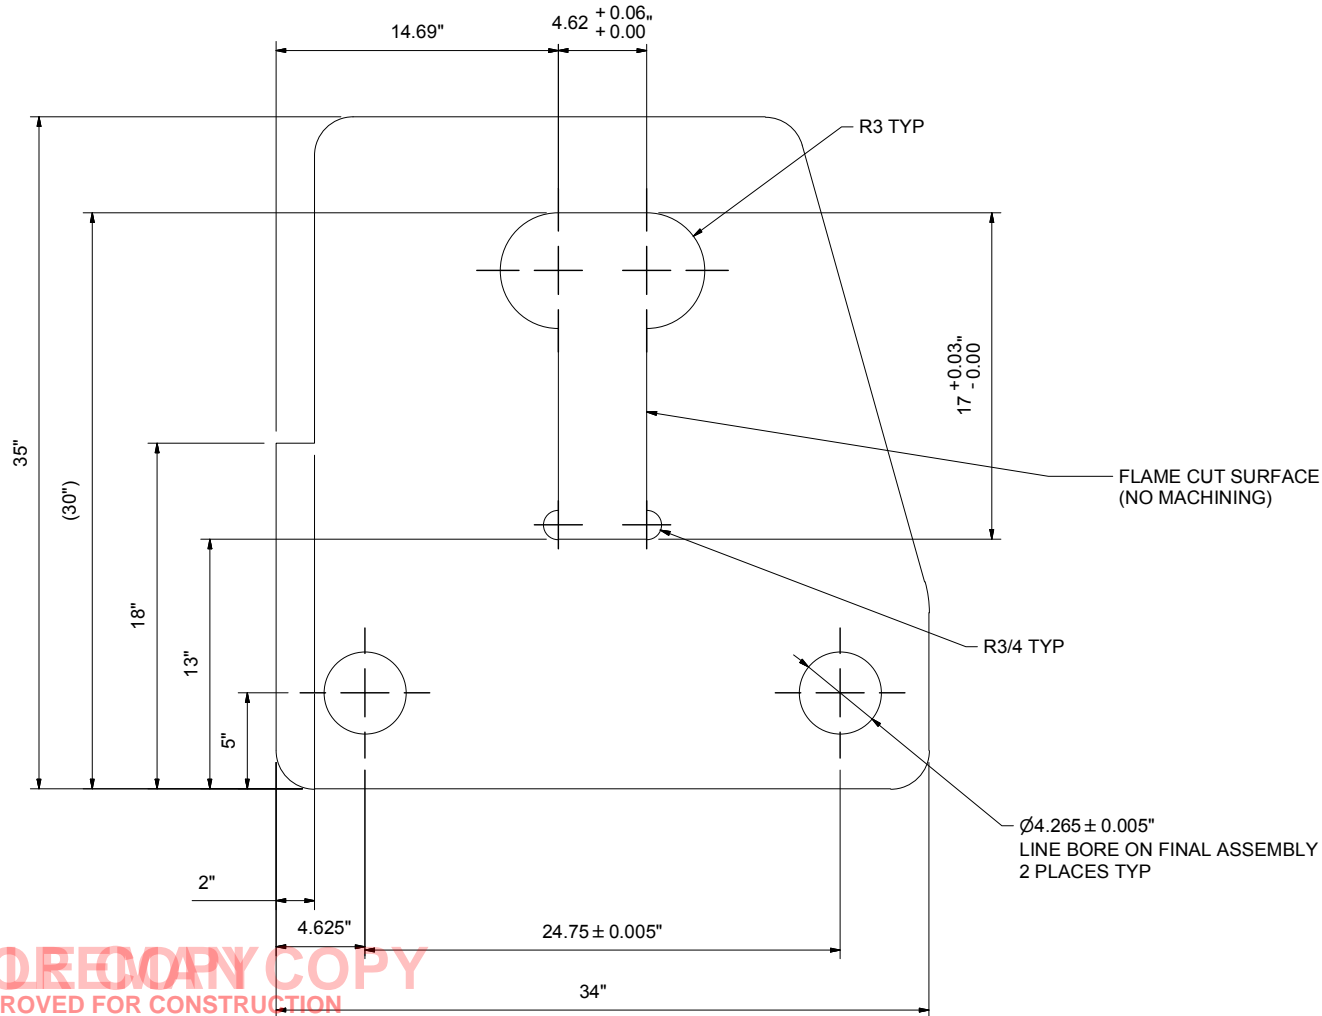 14.69"
4.62 + 0.06"
+ 0.00
R3 TYP
17 +0.03"
- 0.00
35"
(30")
FLAME CUT SURFACE
(NO MACHINING)
18"
13"
R3/4 TYP
5"
Ø4.265 ± 0.005"
LINE BORE ON FINAL ASSEMBLY
2 PLACES TYP
2"
4.625"
24.75 ± 0.005"
COPY
34"
ROVED FOR CONSTRUCTION